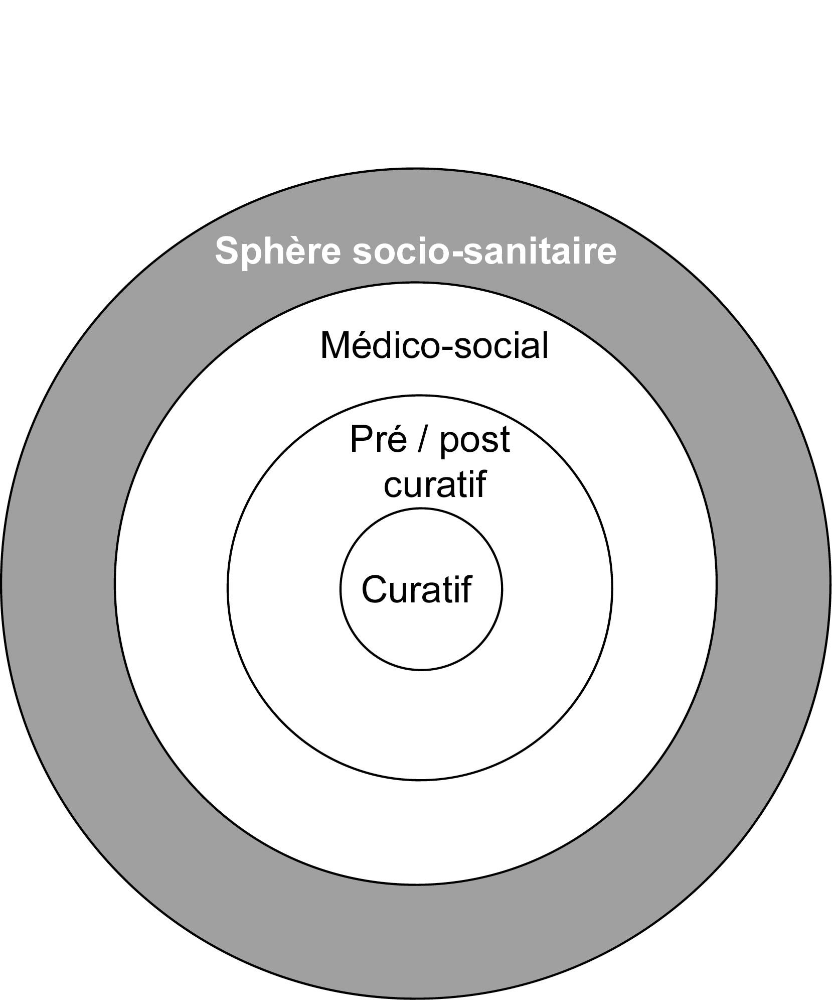 Sphère socio-sanitaire
Médico-social
Pré / post
curatif
Curatif